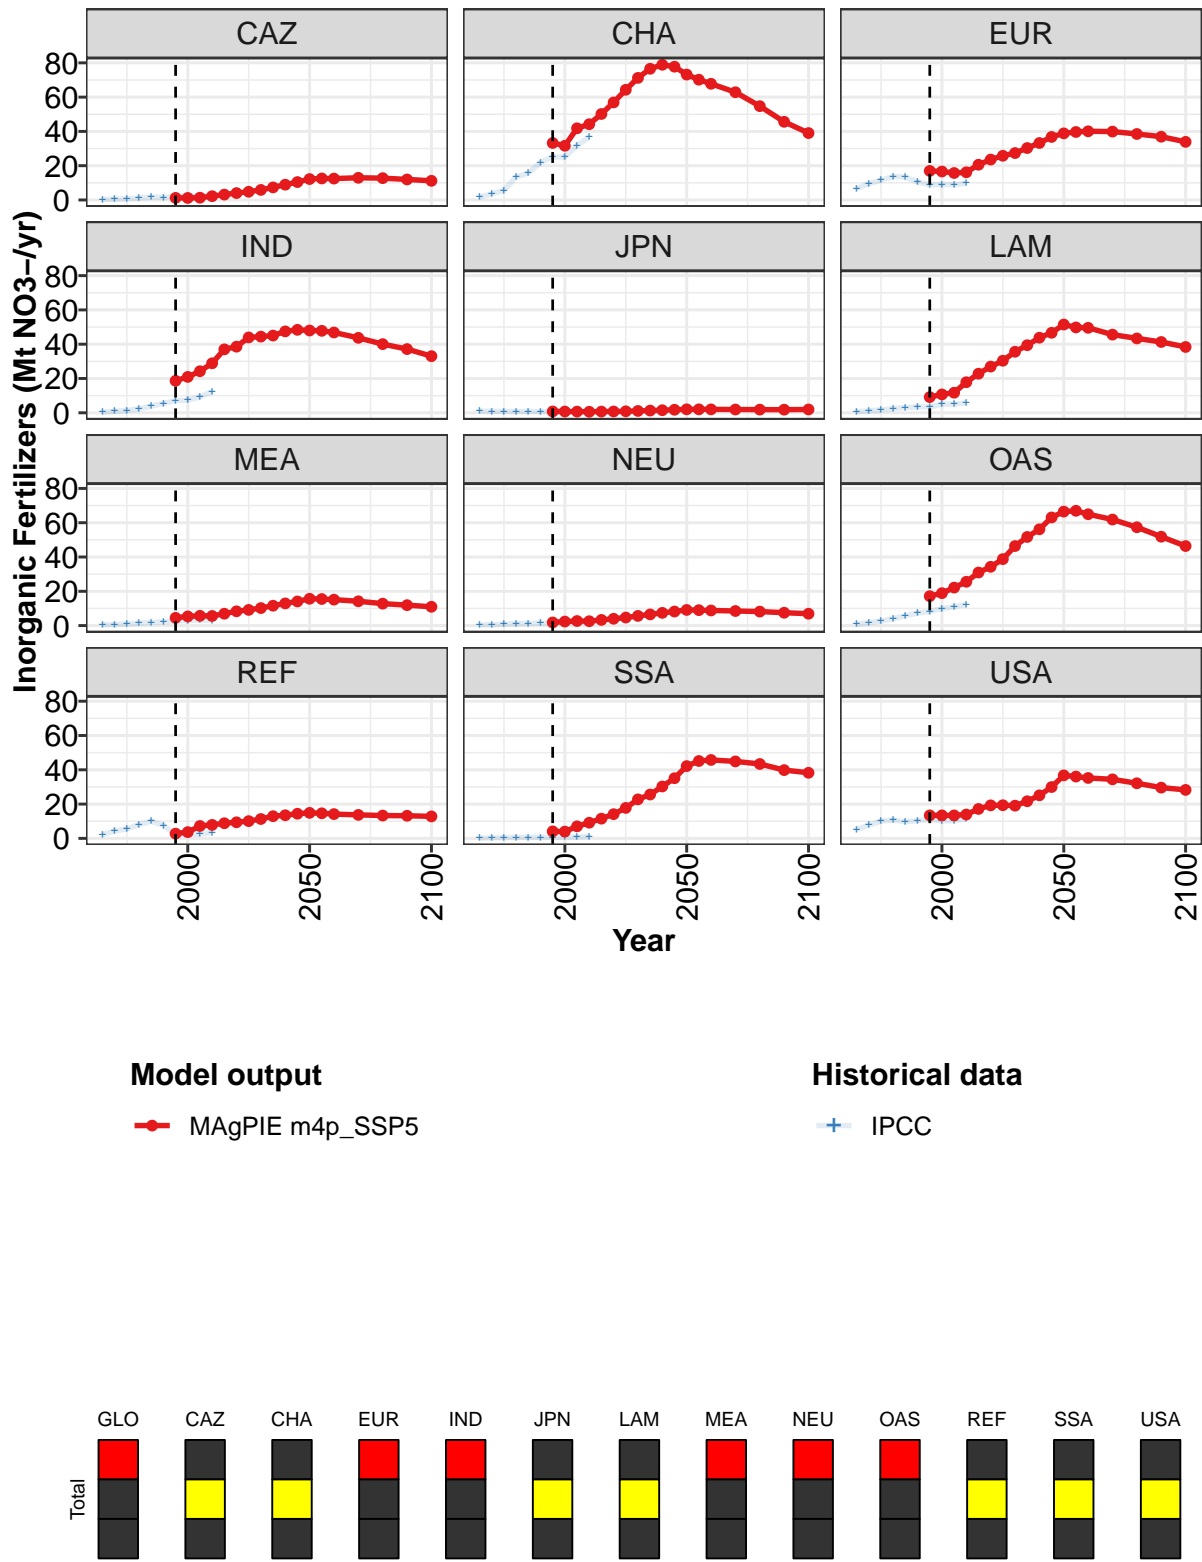 CAZ CHA EUR
80
60
40
20
0
IND JPN LAM
80
60
40
20
0
MEA NEU OAS
80
60
40
20
0
REF SSA USA
80
60
40
20
0
Inorganic Fertilizers (Mt NO3−/yr)
2000 2050 2100 2000 2050 2100 2000 2050 2100
Year
Model output
MAgPIE m4p_SSP5
Historical data
IPCC
GLO CAZ CHA EUR IND JPN LAM MEA NEU OAS REF SSA USA
Total